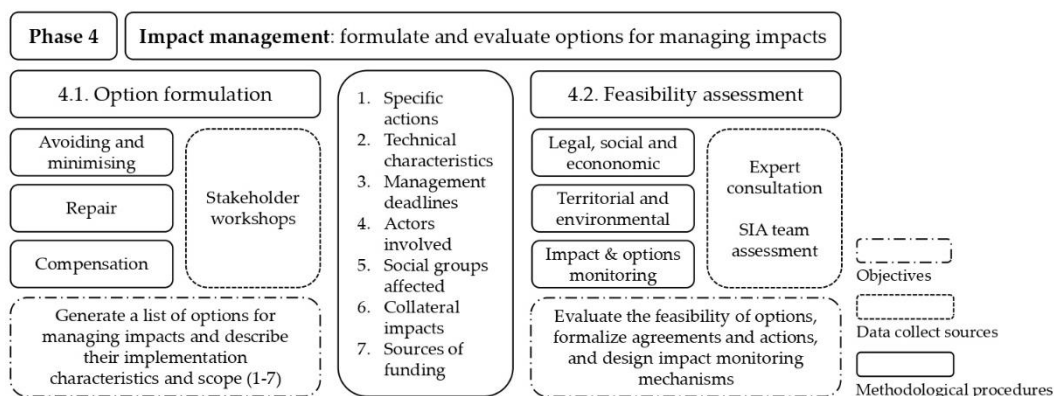 Phase 4
Impact management: formulate and evaluate options for managing impacts
4.1. Option formulation
Avoiding and
minimising
Repair
Compensation
Stakeholder
workshops
Generate a list of options for
managing impacts and describe
their implementation
characteristics and scope (1-7)
1. Specific
actions
2. Technical
characteristics
3. Management
deadlines
4. Actors
involved
5. Social groups
affected
6. Collateral
impacts
7. Sources of
funding
4.2. Feasibility assessment
Legal, social and
econonomic
Territorial and
environmental
Impact & options
monitoring
Expert
consultation
SIA team
assessment
Evaluate the feasibility of options,
formalize agreements and actions,
and design impact monitoring
mechanisms
Objectives
Data collect sources
Methodological procedures